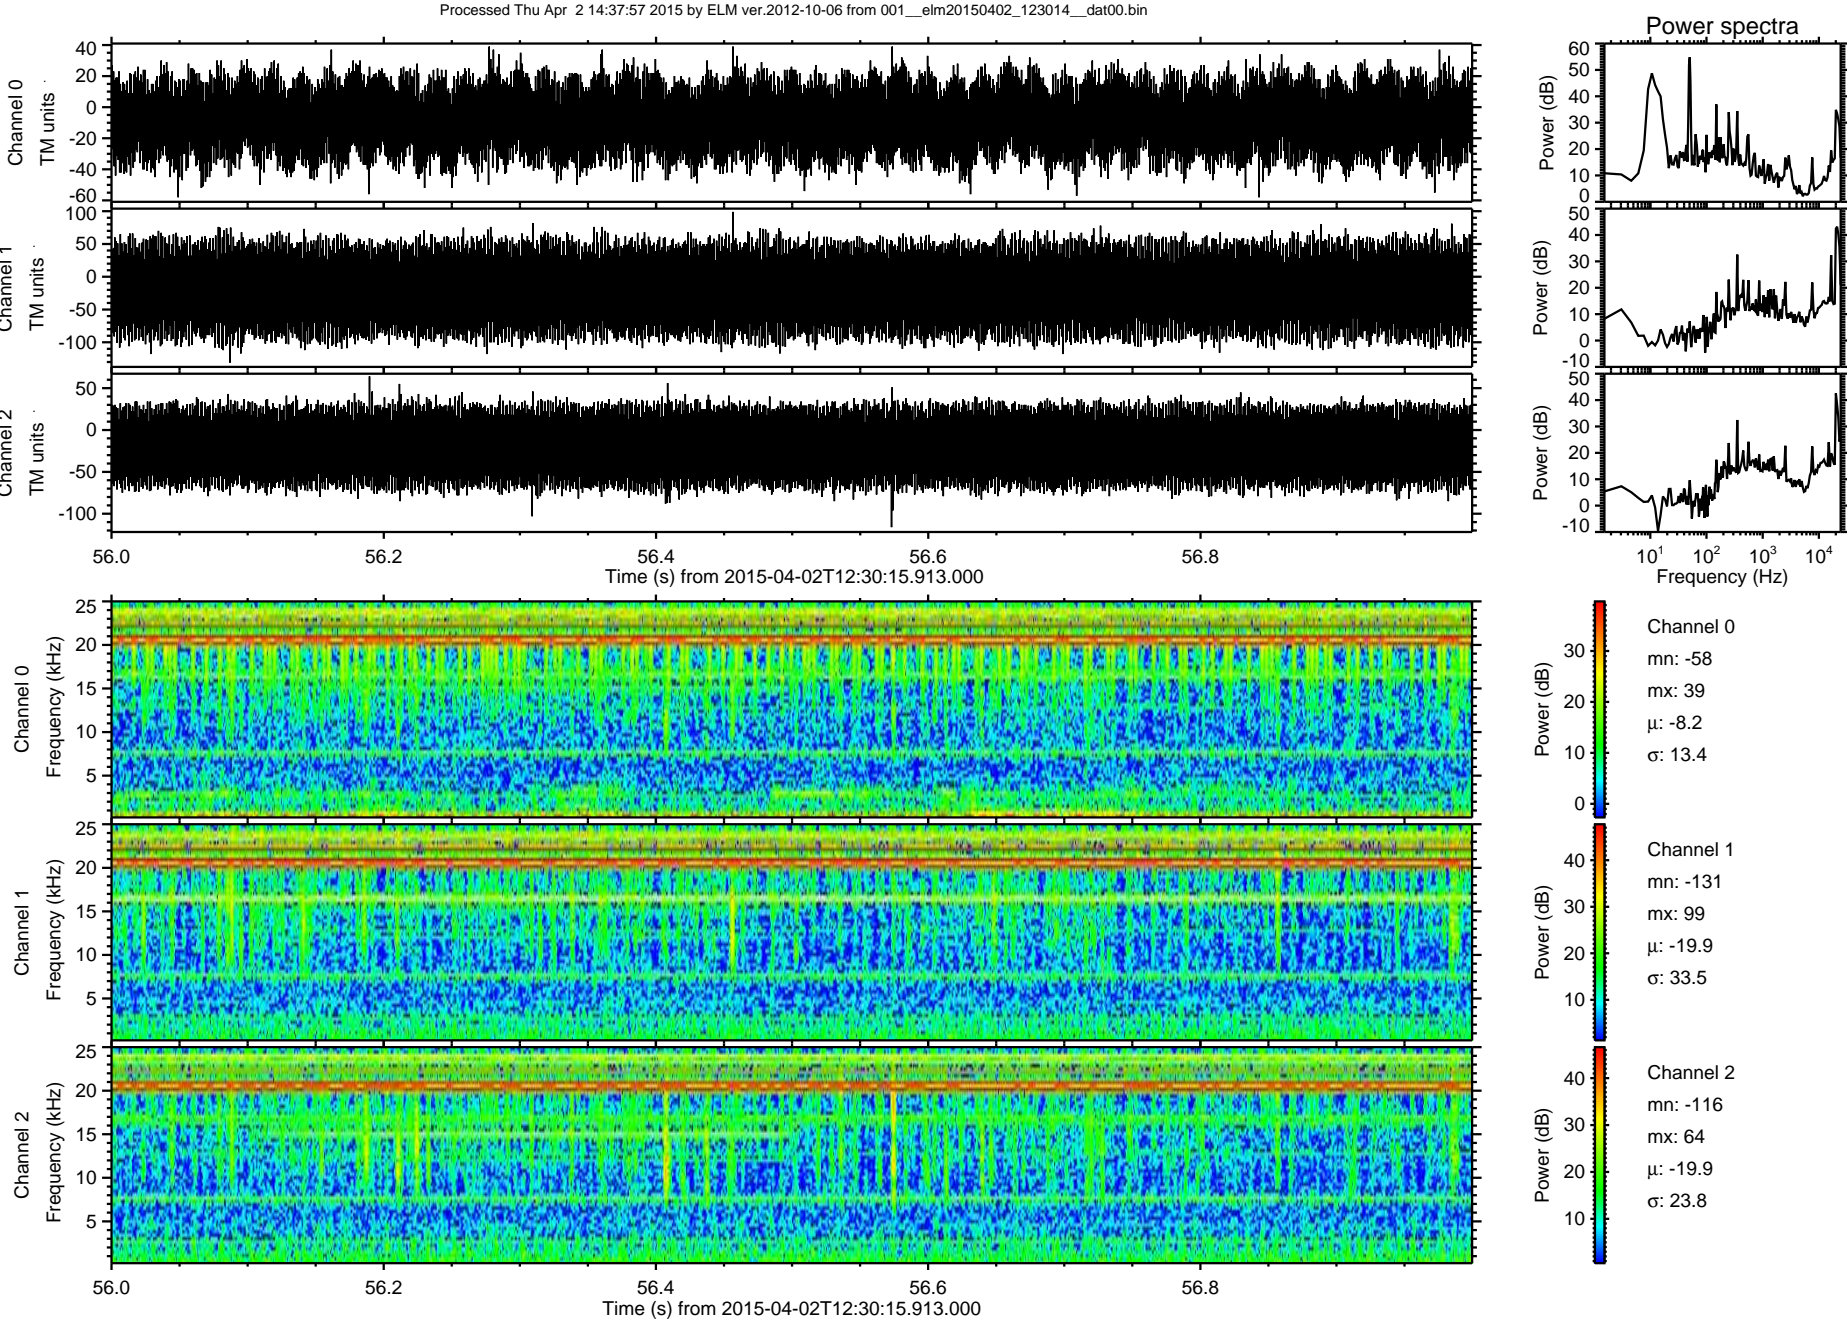 Processed Thu Apr  2 14:37:57 2015 by ELM ver.2012-10-06 from 001__elm20150402_123014__dat00.bin
Power spectra
Channel 0
TM units
40
20
0
-20
-40
-60
Power (dB)
60
50
40
30
20
10
0
Channel 1
TM units
100
50
0
-50
-100
Power (dB)
50
40
30
20
10
0
-10
Channel 2
TM units
50
0
-50
-100
Power (dB)
50
40
30
20
10
0
-10
56.0 56.2 56.4 56.6 56.8
Time (s) from 2015-04-02T12:30:15.913.000
10^1 10^2 10^3 10^4
Frequency (Hz)
Channel 0
Frequency (kHz)
25
20
15
10
5
Power (dB)
30
20
10
0
Channel 0
mn: -58
mx: 39
μ: -8.2
σ: 13.4
Channel 1
Frequency (kHz)
25
20
15
10
5
Power (dB)
40
30
20
10
Channel 1
mn: -131
mx: 99
μ: -19.9
σ: 33.5
Channel 2
Frequency (kHz)
25
20
15
10
5
Power (dB)
40
30
20
10
Channel 2
mn: -116
mx: 64
μ: -19.9
σ: 23.8
56.0 56.2 56.4 56.6 56.8
Time (s) from 2015-04-02T12:30:15.913.000